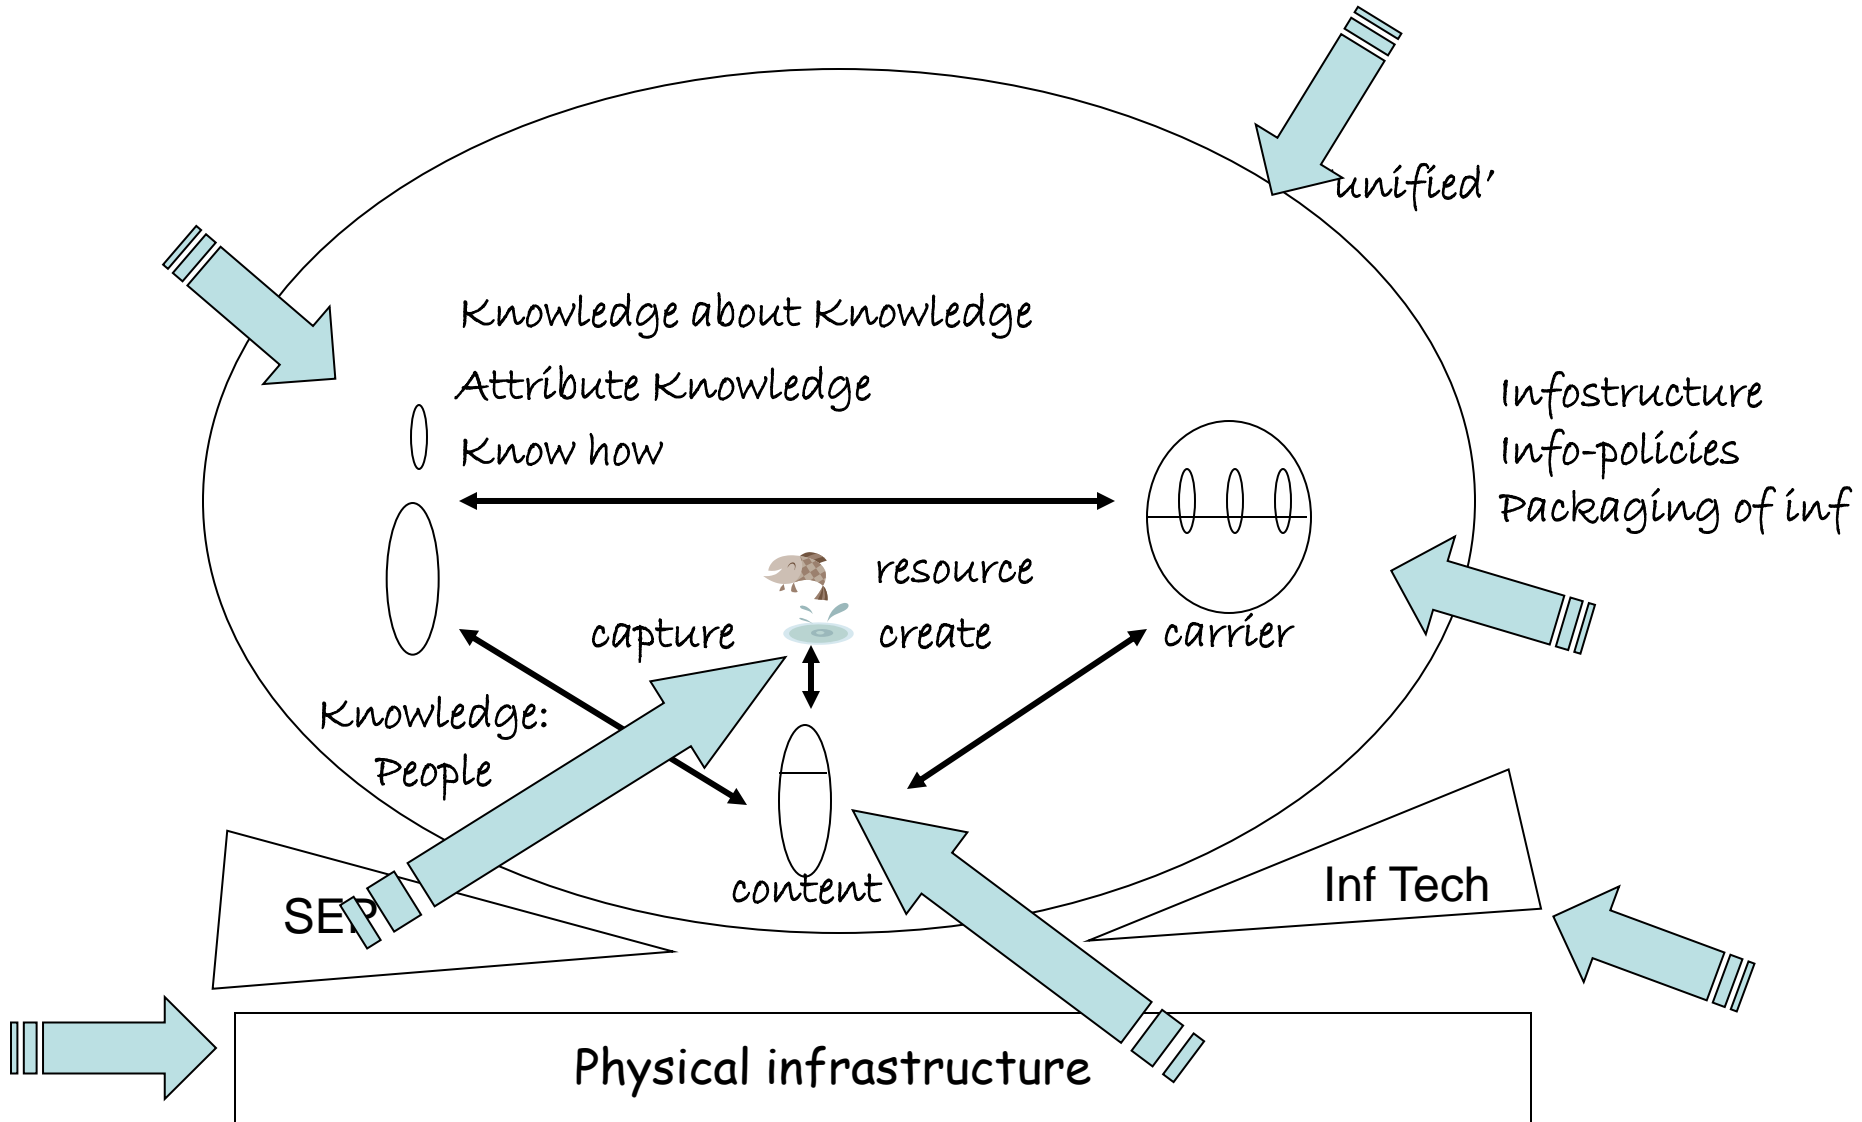 unified’
Knowledge about Knowledge
Attribute Knowledge
Know how
Infostructure
Info-policies
Packaging of inf
resource
capture
create
carrier
Knowledge:
People
content
SEP
Inf Tech
Physical infrastructure